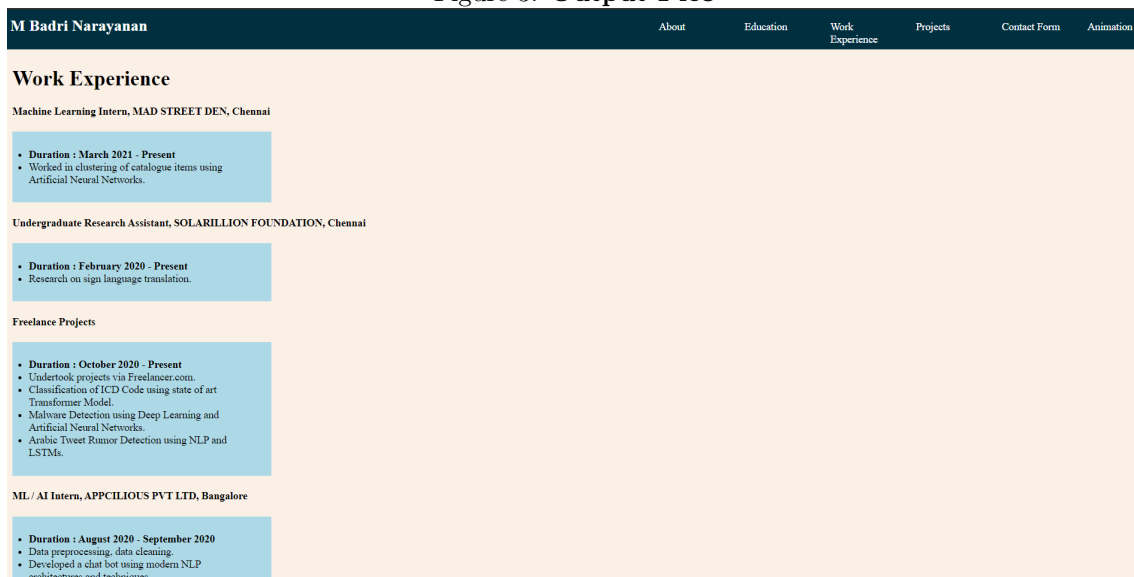 M Badri Narayanan
About
Education
Work
Experience
Projects
Contact Form
Animation
Work Experience
Machine Learning Intern, MAD STREET DEN, Chennai
• Duration : March 2021 - Present
• Worked in clustering of catalogue items using
Artificial Neural Networks.
Undergraduate Research Assistant, SOLARILLION FOUNDATION, Chennai
• Duration : February 2020 - Present
• Research on sign language translation.
Freelance Projects
• Duration : October 2020 - Present
• Undertook projects via Freelancer.com.
• Classification of ICD Code using state of art
Transformer Model.
• Malware Detection using Deep Learning and
Artificial Neural Networks.
• Arabic Tweet Rumor Detection using NLP and
LSTMs.
ML / AI Intern, APPCILIOUS PVT LTD, Bangalore
• Duration : August 2020 - September 2020
• Data preprocessing, data cleaning.
• Developed a chat bot using modern NLP
architectures and techniques